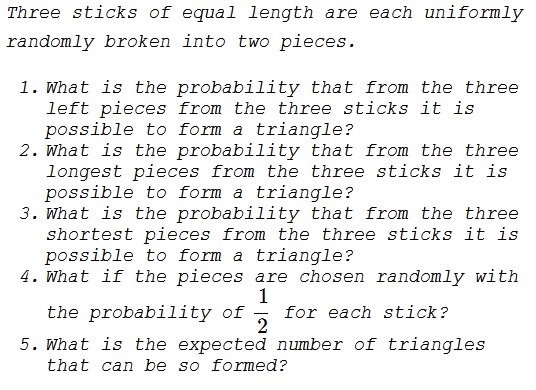 Three sticks of equal length are each uniformly
randomly broken into two pieces.
1. What is the probability that from the three
left pieces from the three sticks it is
possible to form a triangle?
2. What is the probability that from the three
longest pieces from the three sticks it is
possible to form a triangle?
3. What is the probability that from the three
shortest pieces from the three sticks it is
possible to form a triangle?
4. What if the pieces are chosen randomly with
the probability of 1/2 for each stick?
5. What is the expected number of triangles
that can be so formed?